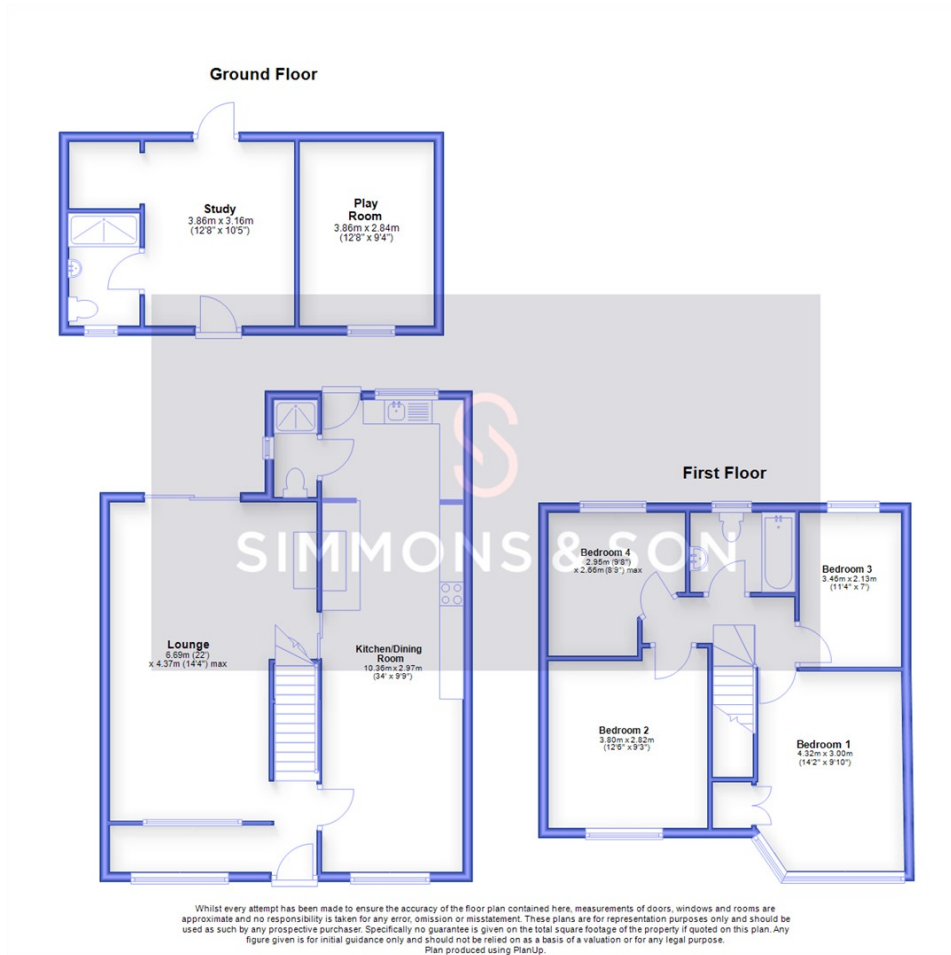 Ground Floor
Study
3.86m x 3.16m
(12'8" x 10'5")
Play
Room
3.86m x 2.84m
(12'8" x 9'4")
First Floor
SIMMONS & SON
Bedroom 4
2.95m (9'8")
x 2.66m (8'9") max
Bedroom 3
3.46m x 2.13m
(11'4" x 7')
Lounge
6.69m (22')
x 4.37m (14'4") max
Kitchen/Dining
Room
10.36m x 2.97m
(34' x 9'9")
Bedroom 2
3.80m x 2.82m
(12'6" x 9'3")
Bedroom 1
4.32m x 3.00m
(14'2" x 9'10")
Whilst every attempt has been made to ensure the accuracy of the floor plan contained here, measurements of doors, windows and rooms are
approximate and no responsibility is taken for any error, omission or misstatement. These plans are for representation purposes only and should be
used as such by any prospective purchaser. Specifically no guarantee is given on the total square footage of the property if quoted on this plan. Any
figure given is for initial guidance only and should not be relied on as a basis of a valuation or for any legal purpose.
Plan produced using PlanUp.